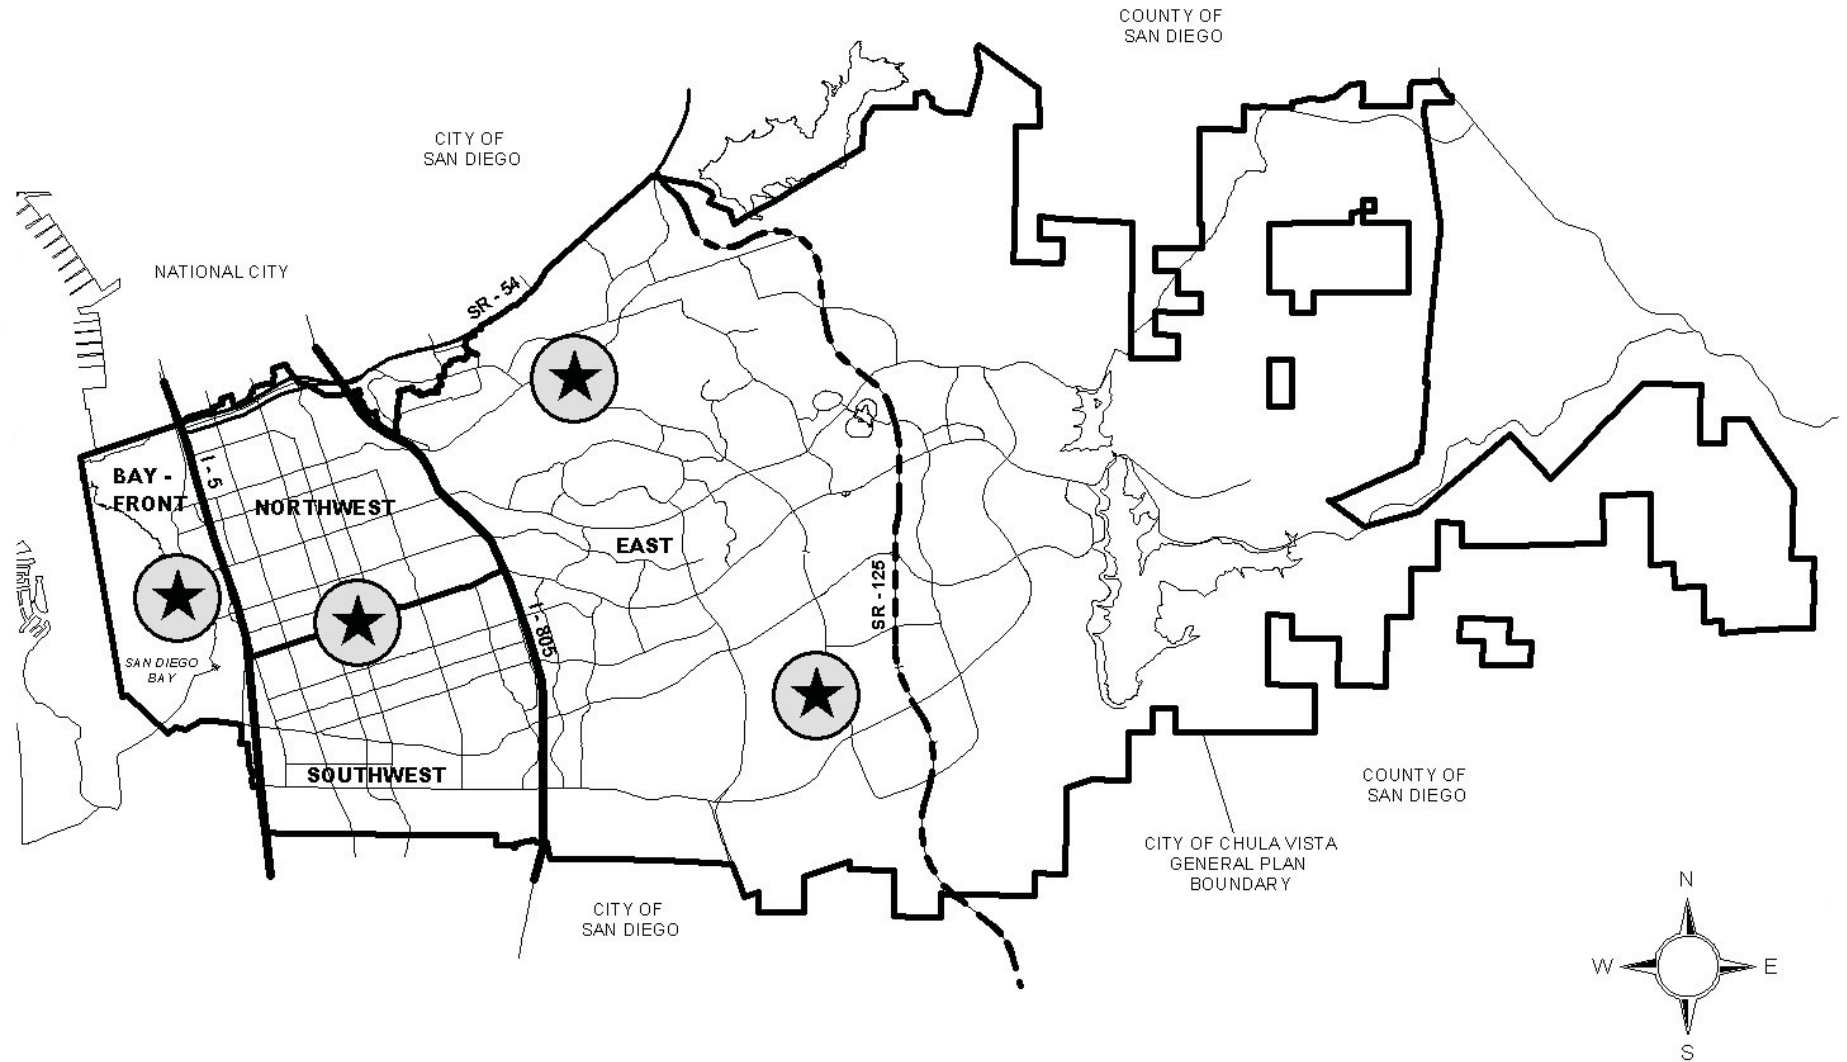 COUNTY OF
SAN DIEGO
CITY OF
SAN DIEGO
NATIONAL CITY
SR - 54
BAY -
FRONT
I - 5
NORTHWEST
EAST
SR - 125
I - 805
SAN DIEGO
BAY
SOUTHWEST
COUNTY OF
SAN DIEGO
CITY OF CHULA VISTA
GENERAL PLAN
BOUNDARY
CITY OF
SAN DIEGO
N
W
E
S